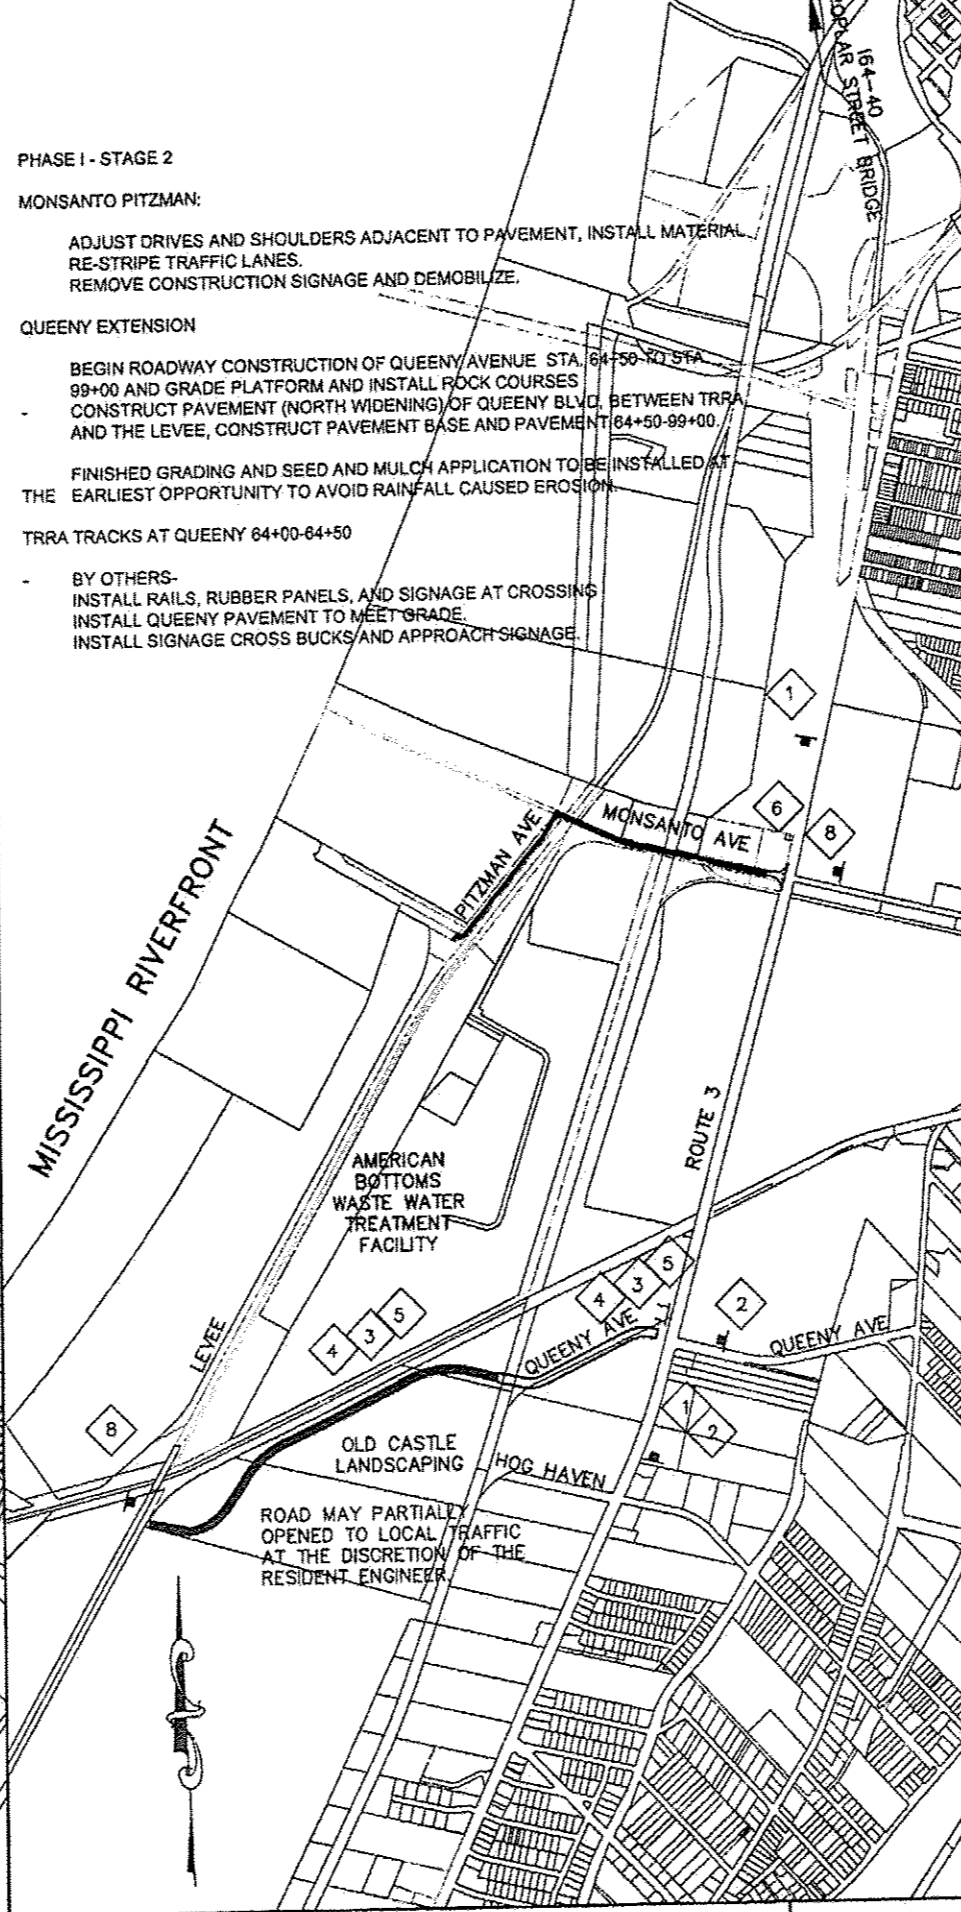 PHASE I - STAGE 2
MONSANTO PITZMAN:
ADJUST DRIVES AND SHOULDERS ADJACENT TO PAVEMENT, INSTALL MATERIAL
RE-STRIPE TRAFFIC LANES.
REMOVE CONSTRUCTION SIGNAGE AND DEMOBILIZE.
QUEENY EXTENSION
BEGIN ROADWAY CONSTRUCTION OF QUEENY AVENUE STA. 64+50 TO STA.
99+00 AND GRADE PLATFORM AND INSTALL ROCK COURSES
- CONSTRUCT PAVEMENT (NORTH WIDENING) OF QUEENY BLVD. BETWEEN TRRA
AND THE LEVEE, CONSTRUCT PAVEMENT BASE AND PAVEMENT 64+50-99+00.
FINISHED GRADING AND SEED AND MULCH APPLICATION TO BE INSTALLED AT
THE EARLIEST OPPORTUNITY TO AVOID RAINFALL CAUSED EROSION.
TRRA TRACKS AT QUEENY 64+00-64+50
- BY OTHERS-
INSTALL RAILS, RUBBER PANELS, AND SIGNAGE AT CROSSING
INSTALL QUEENY PAVEMENT TO MEET GRADE.
INSTALL SIGNAGE CROSS BUCKS AND APPROACH SIGNAGE.
I64-40
POPLAR STREET BRIDGE
1
6
8
MONSANTO AVE
PITZMAN AVE
MISSISSIPPI RIVERFRONT
ROUTE 3
AMERICAN
BOTTOMS
WASTE WATER
TREATMENT
FACILITY
LEVEE
4 3 5
4 3 5
2
QUEENY AVE
QUEENY AVE
8
1 2
OLD CASTLE
LANDSCAPING
HOG HAVEN
ROAD MAY PARTIALLY
OPENED TO LOCAL TRAFFIC
AT THE DISCRETION OF THE
RESIDENT ENGINEER.